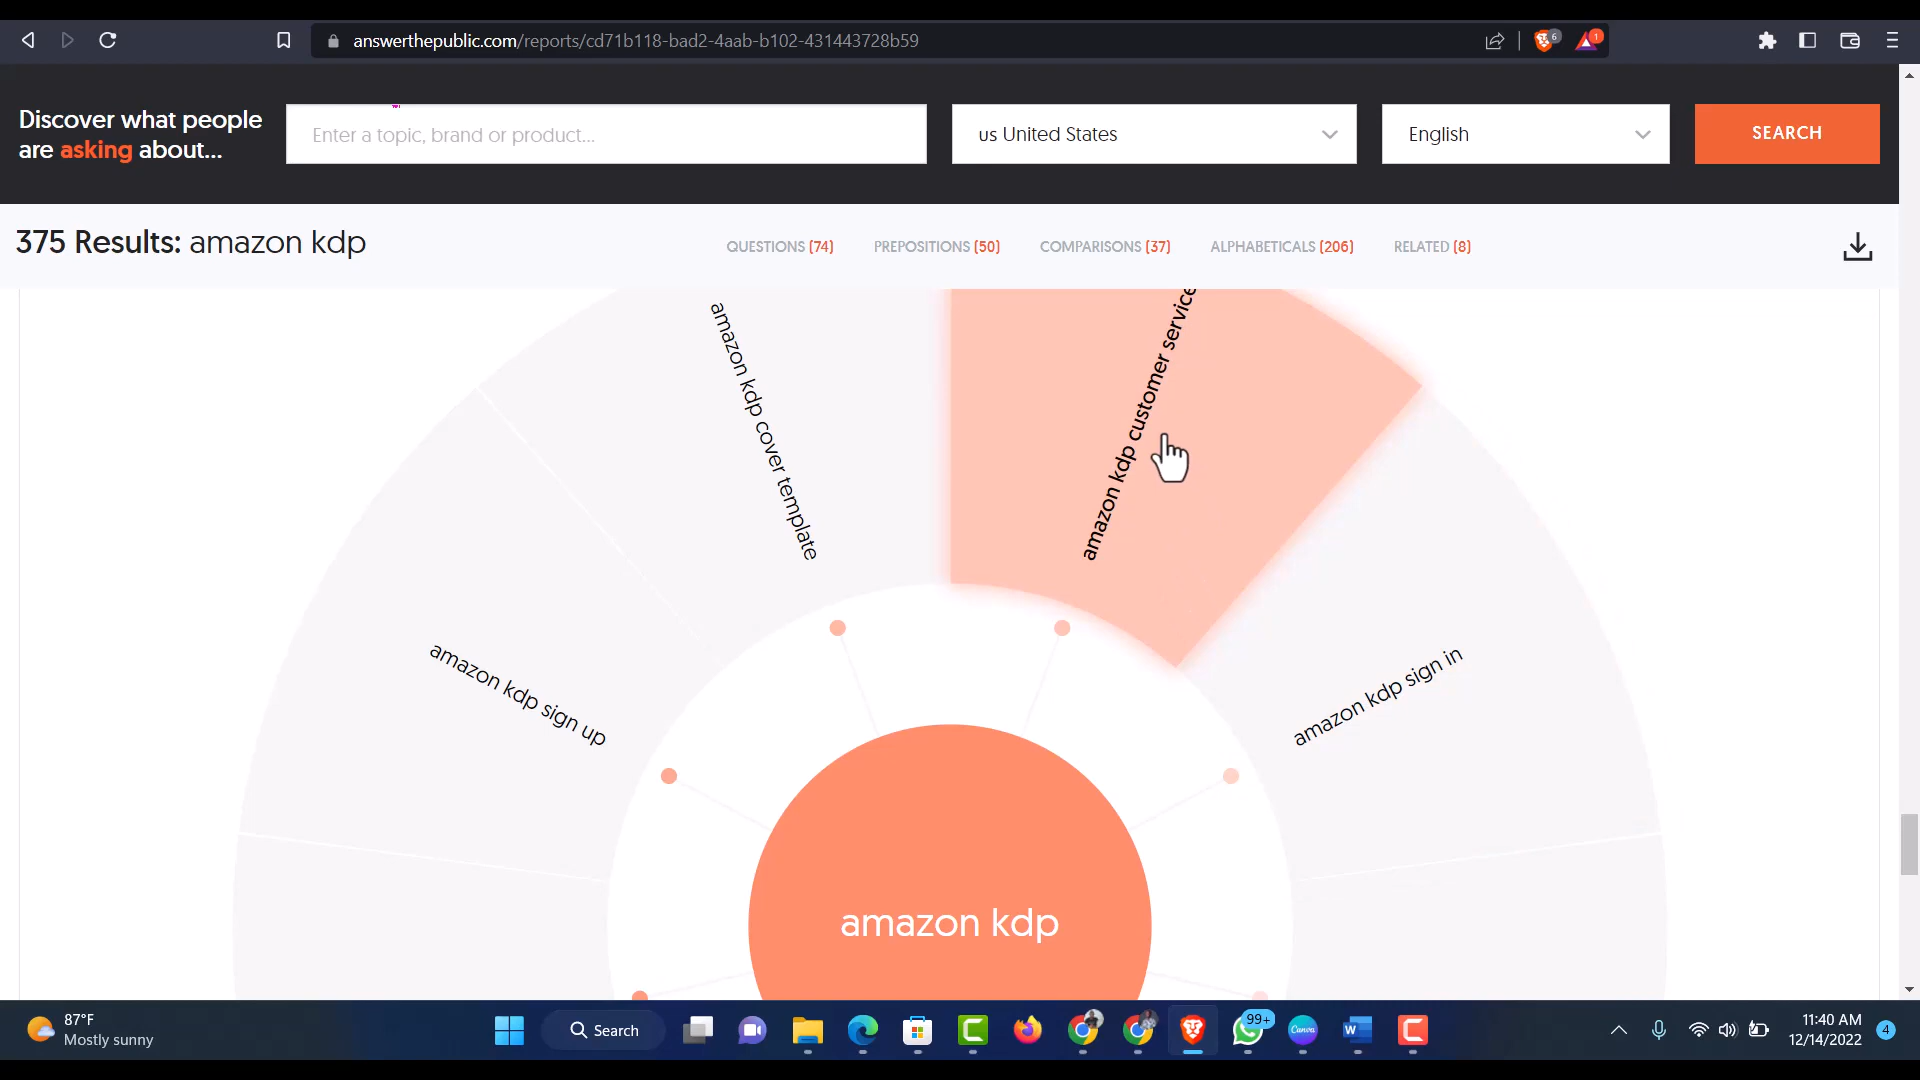 answerthepublic.com/reports/cd71b118-bad2-4aab-b102-431443728b59
6
1
Discover what people
are asking about...
Enter a topic, brand or product...
us United States
English
SEARCH
375 Results: amazon kdp
QUESTIONS (74)
PREPOSITIONS (50)
COMPARISONS (37)
ALPHABETICALS (206)
RELATED (8)
amazon kdp cover template
amazon kdp customer service
amazon kdp sign up
amazon kdp sign in
amazon kdp
87°F
Mostly sunny
Search
99+
Canva
W
11:40 AM
12/14/2022
4